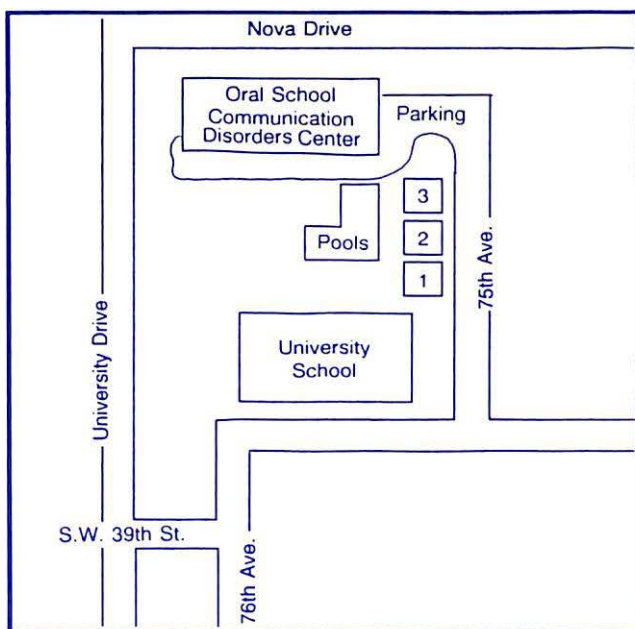 Nova Drive
Oral School
Communication
Disorders Center
Parking
3
2
1
Pools
75th Ave.
University Drive
University
School
S.W. 39th St.
76th Ave.